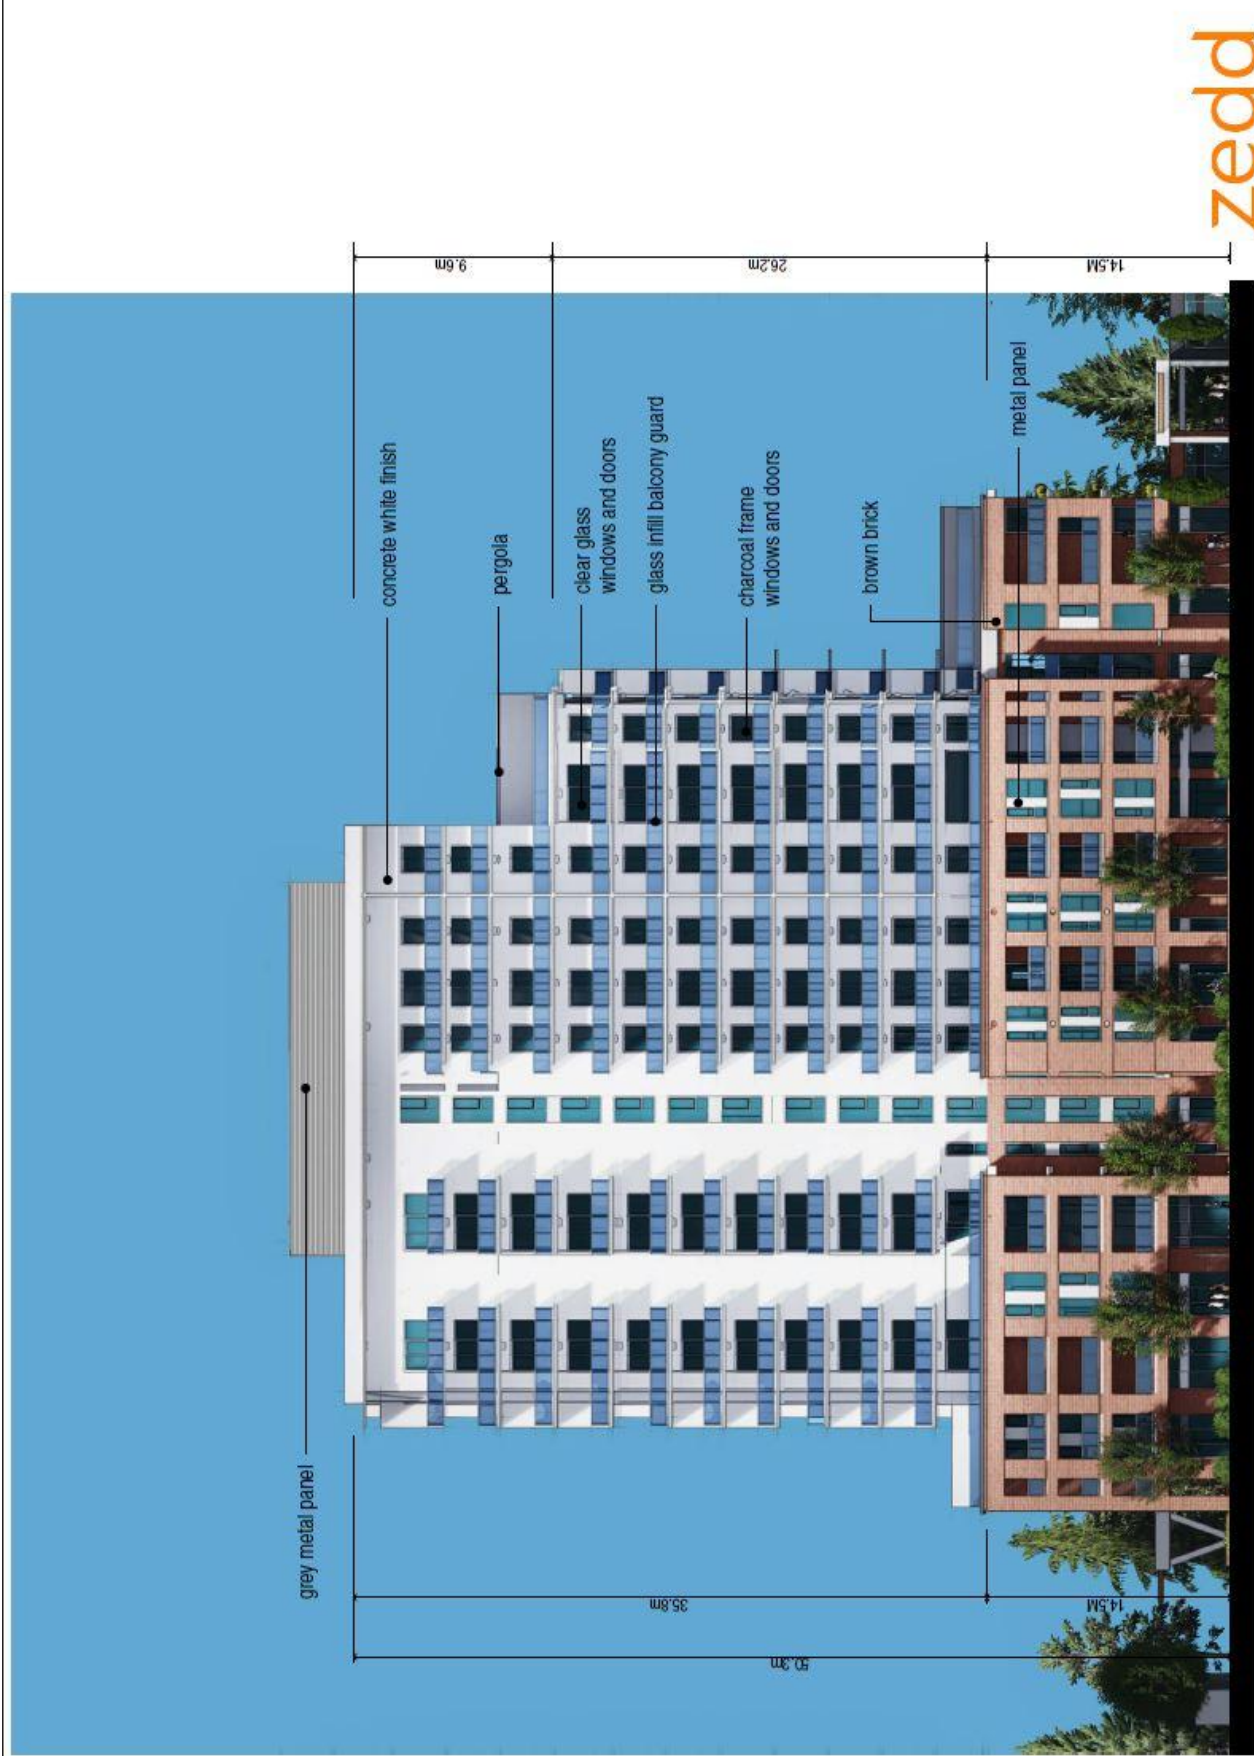 grey metal panel
concrete white finish
pergola
clear glass
windows and doors
glass infill balcony guard
charcoal frame
windows and doors
brown brick
metal panel
9.6m
26.2m
14.5M
35.8m
14.5M
50.3m
zedd